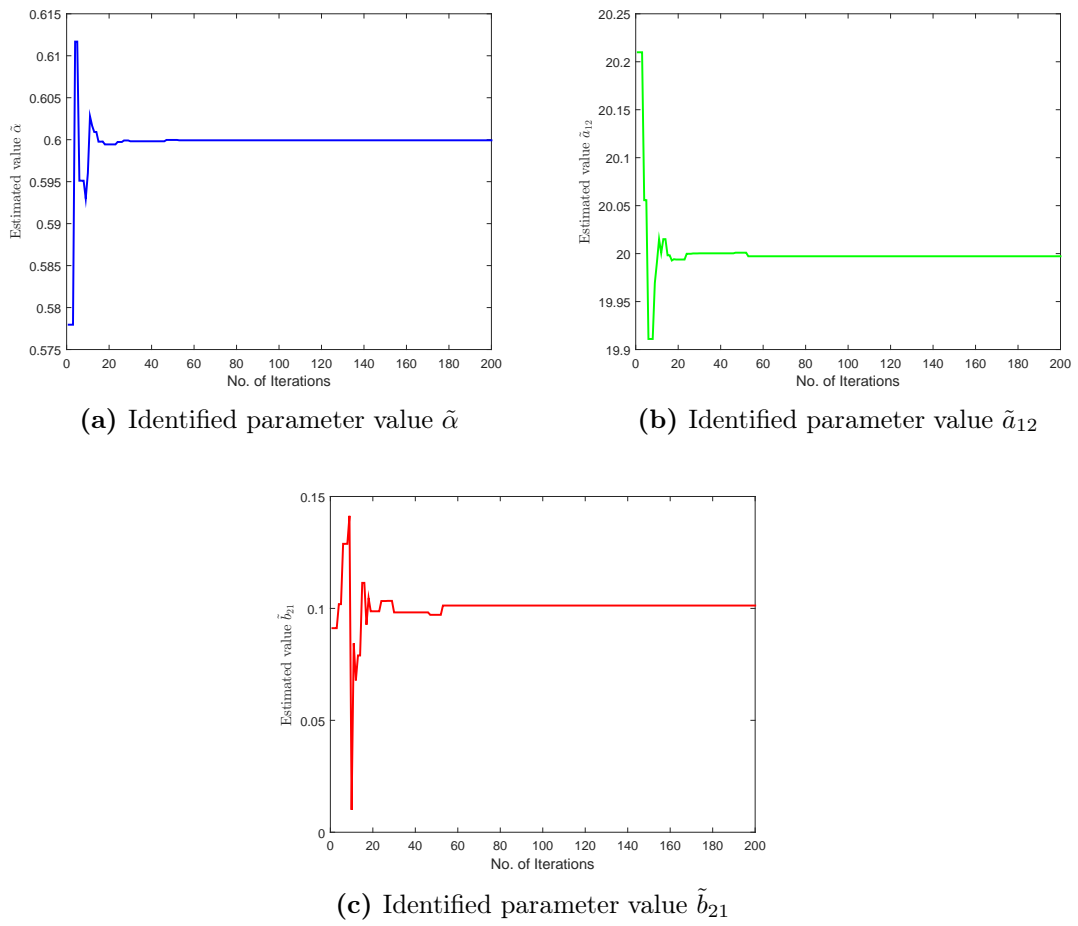 0.615
0.61
0.605
0.6
0.595
0.59
0.585
0.58
0.575
Estimated value α̃
0 20 40 60 80 100 120 140 160 180 200
No. of Iterations
(a) Identified parameter value α̃
20.25
20.2
20.15
20.1
20.05
20
19.95
19.9
Estimated value ã₁₂
0 20 40 60 80 100 120 140 160 180 200
No. of Iterations
(b) Identified parameter value ã₁₂
0.15
0.1
0.05
0
Estimated value b̃₂₁
0 20 40 60 80 100 120 140 160 180 200
No. of Iterations
(c) Identified parameter value b̃₂₁